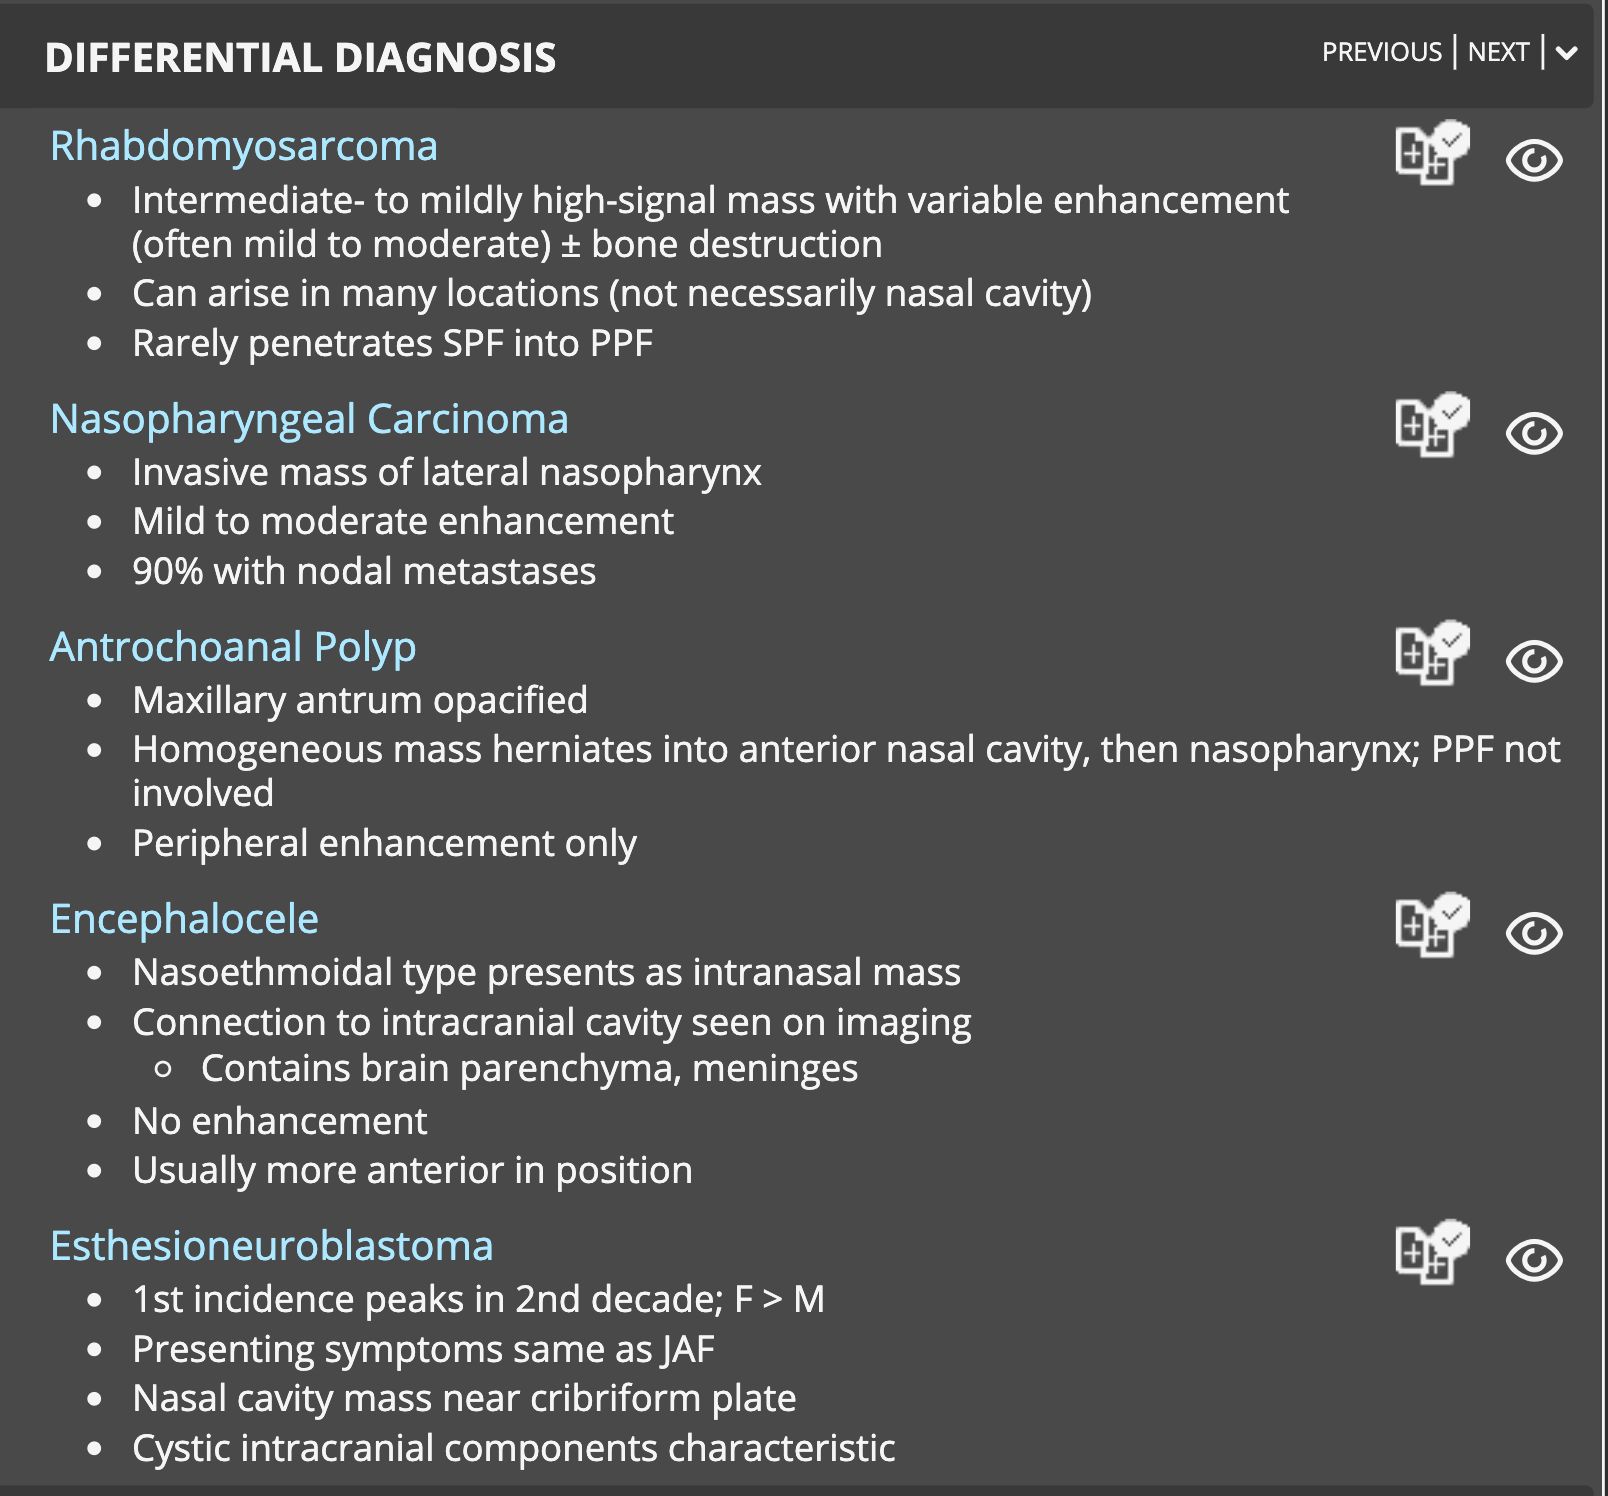 DIFFERENTIAL DIAGNOSIS
PREVIOUS | NEXT |
Rhabdomyosarcoma
• Intermediate- to mildly high-signal mass with variable enhancement
(often mild to moderate) ± bone destruction
• Can arise in many locations (not necessarily nasal cavity)
• Rarely penetrates SPF into PPF
Nasopharyngeal Carcinoma
• Invasive mass of lateral nasopharynx
• Mild to moderate enhancement
• 90% with nodal metastases
Antrochoanal Polyp
• Maxillary antrum opacified
• Homogeneous mass herniates into anterior nasal cavity, then nasopharynx; PPF not
involved
• Peripheral enhancement only
Encephalocele
• Nasoethmoidal type presents as intranasal mass
• Connection to intracranial cavity seen on imaging
○ Contains brain parenchyma, meninges
• No enhancement
• Usually more anterior in position
Esthesioneuroblastoma
• 1st incidence peaks in 2nd decade; F > M
• Presenting symptoms same as JAF
• Nasal cavity mass near cribriform plate
• Cystic intracranial components characteristic